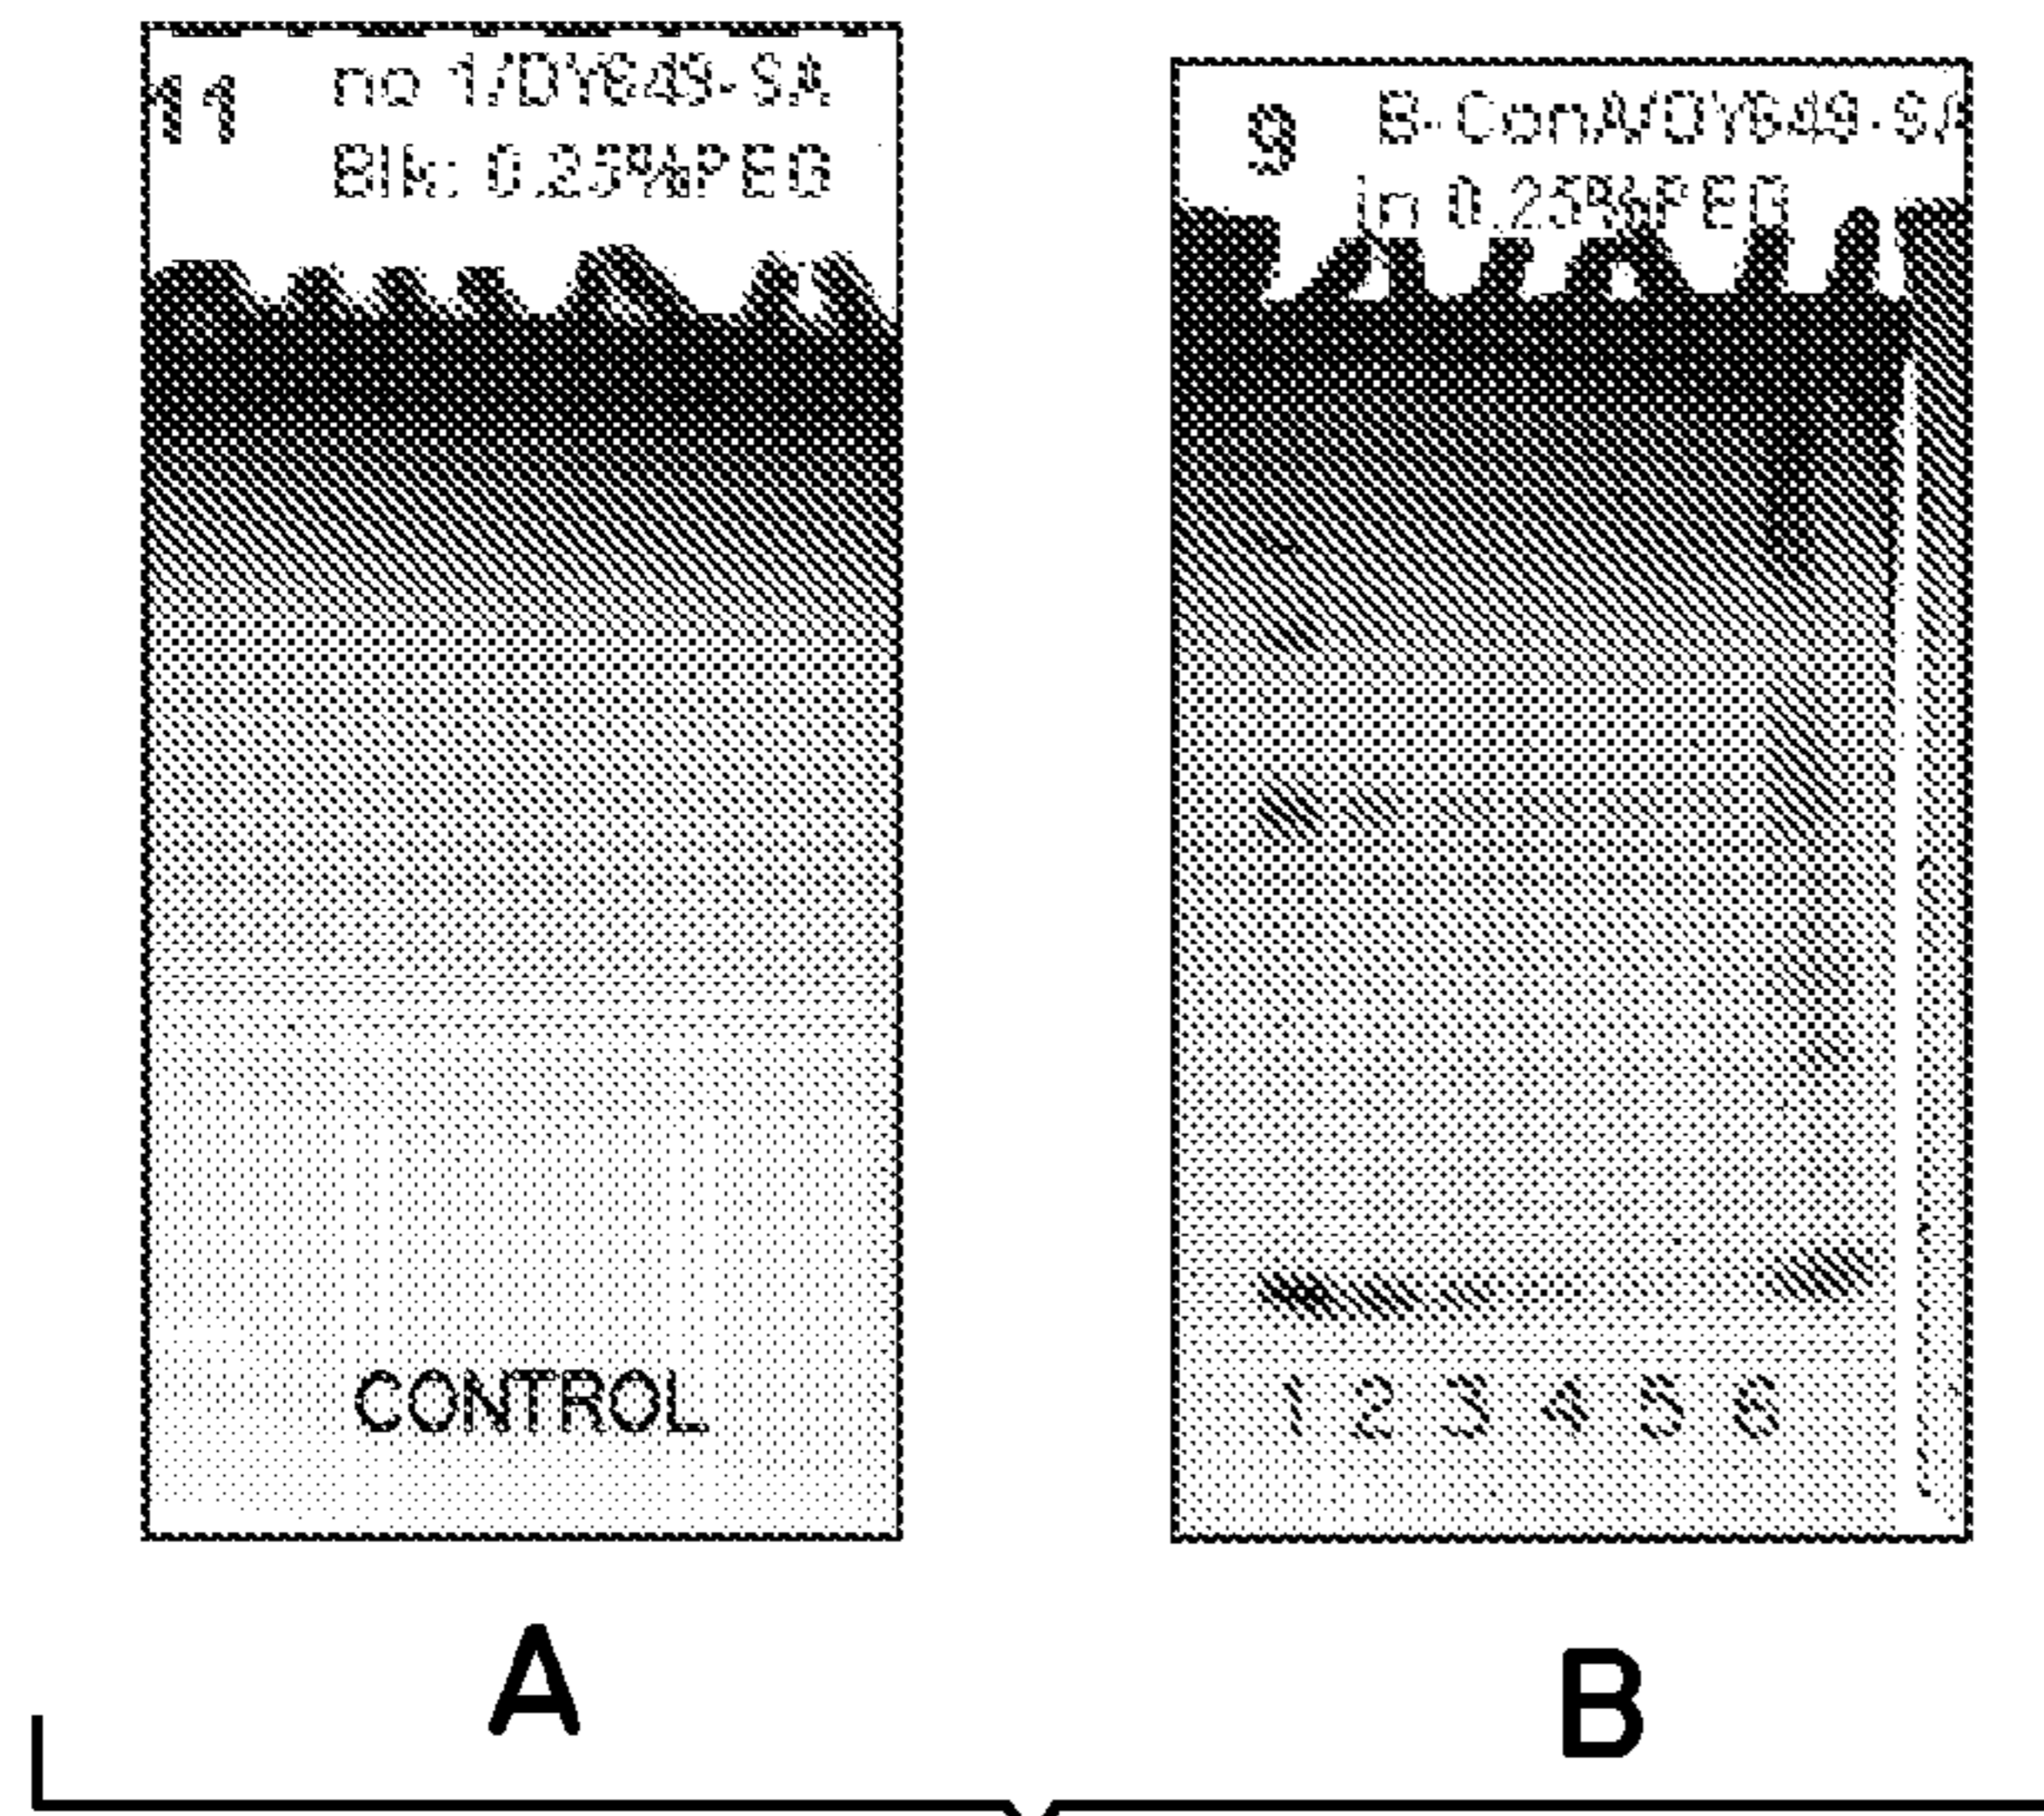 11
no 1/DY649-SA
Blk: 0.25%PEG
CONTROL
A
9
B-ConA/DY649-SA
in 0.25%PEG
1 2 3 4 5 6
B